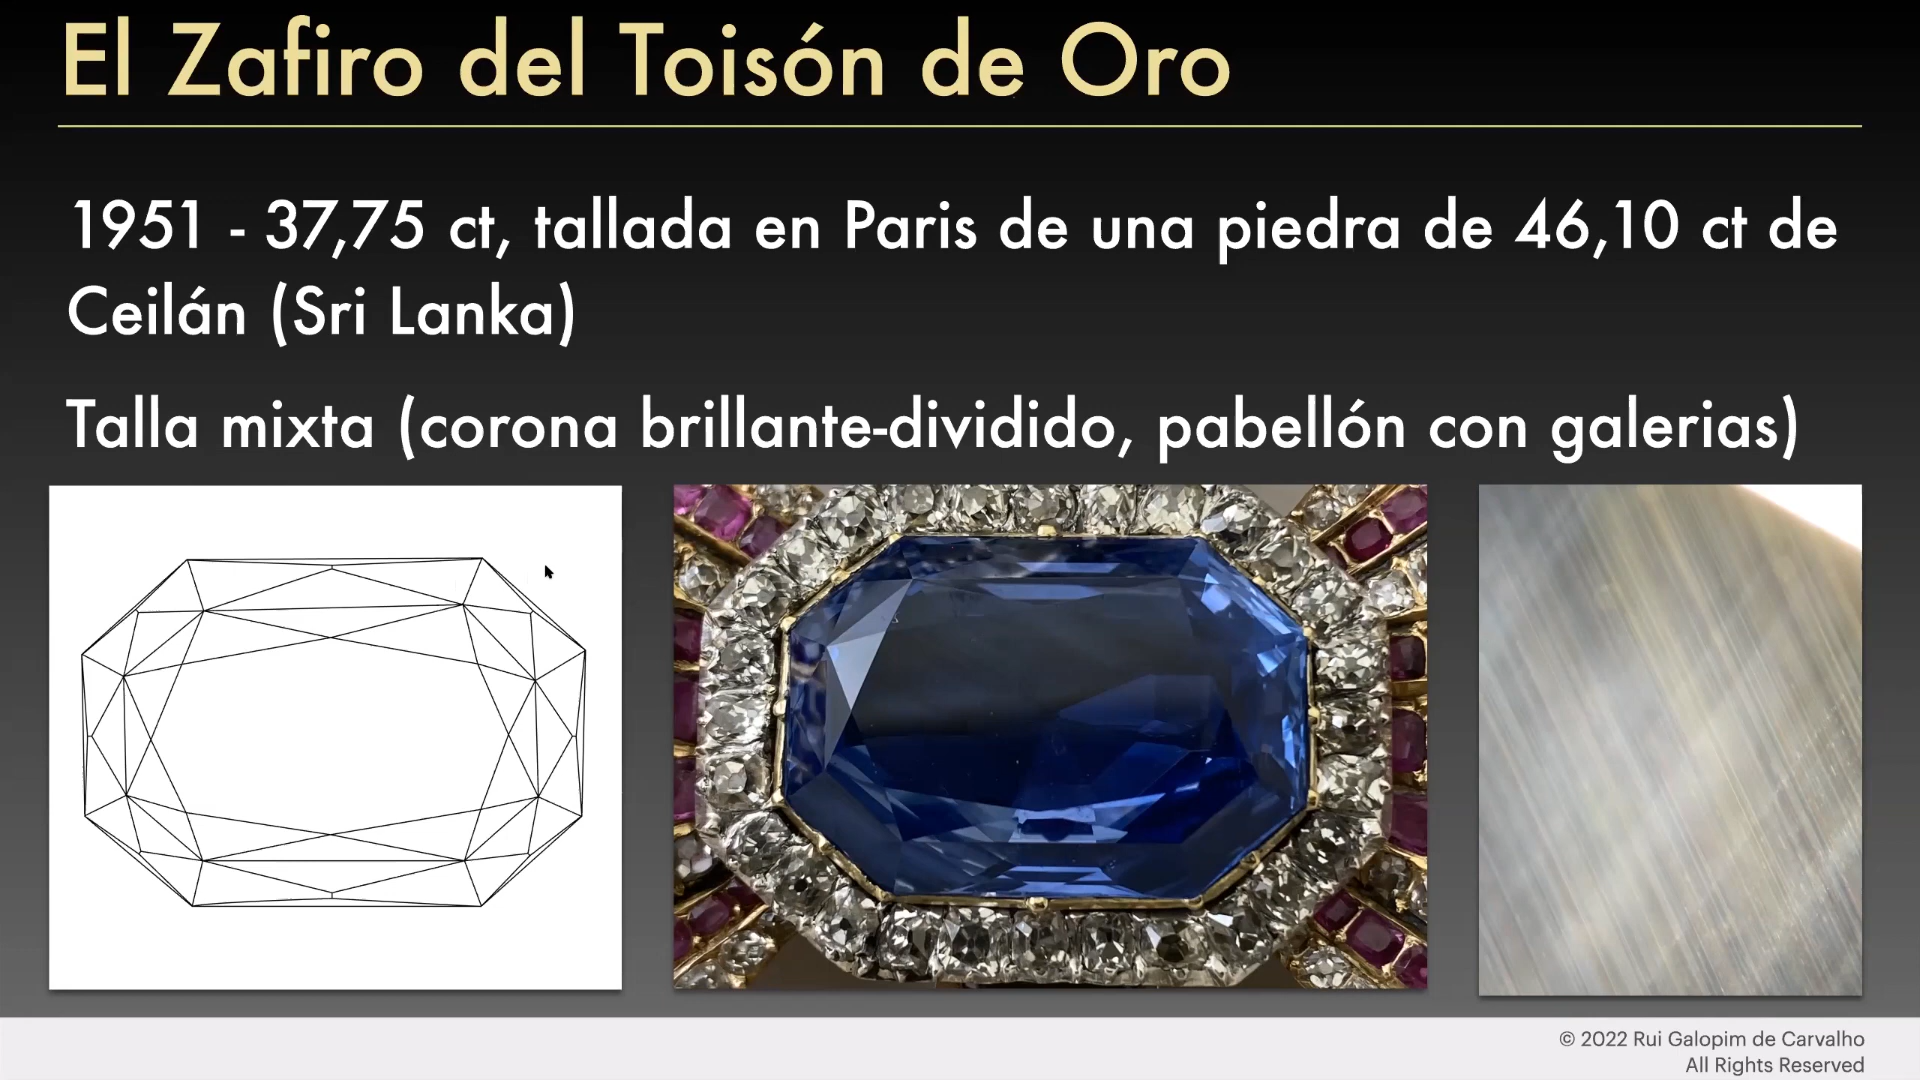 El Zafiro del Toisón de Oro
1951 - 37,75 ct, tallada en Paris de una piedra de 46,10 ct de
Ceilán (Sri Lanka)
Talla mixta (corona brillante-dividido, pabellón con galerias)
© 2022 Rui Galopim de Carvalho
All Rights Reserved